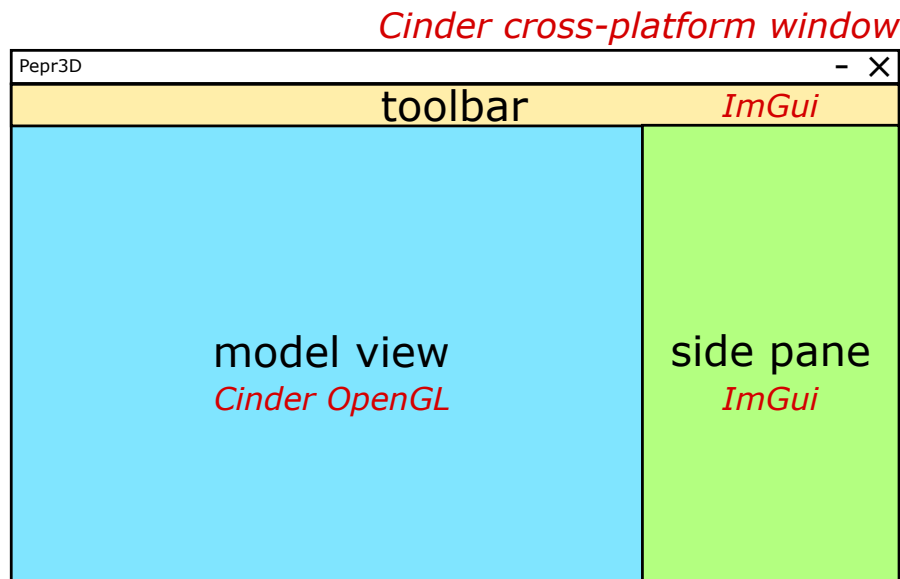 Cinder cross-platform window
Pepr3D
toolbar
ImGui
model view
Cinder OpenGL
side pane
ImGui